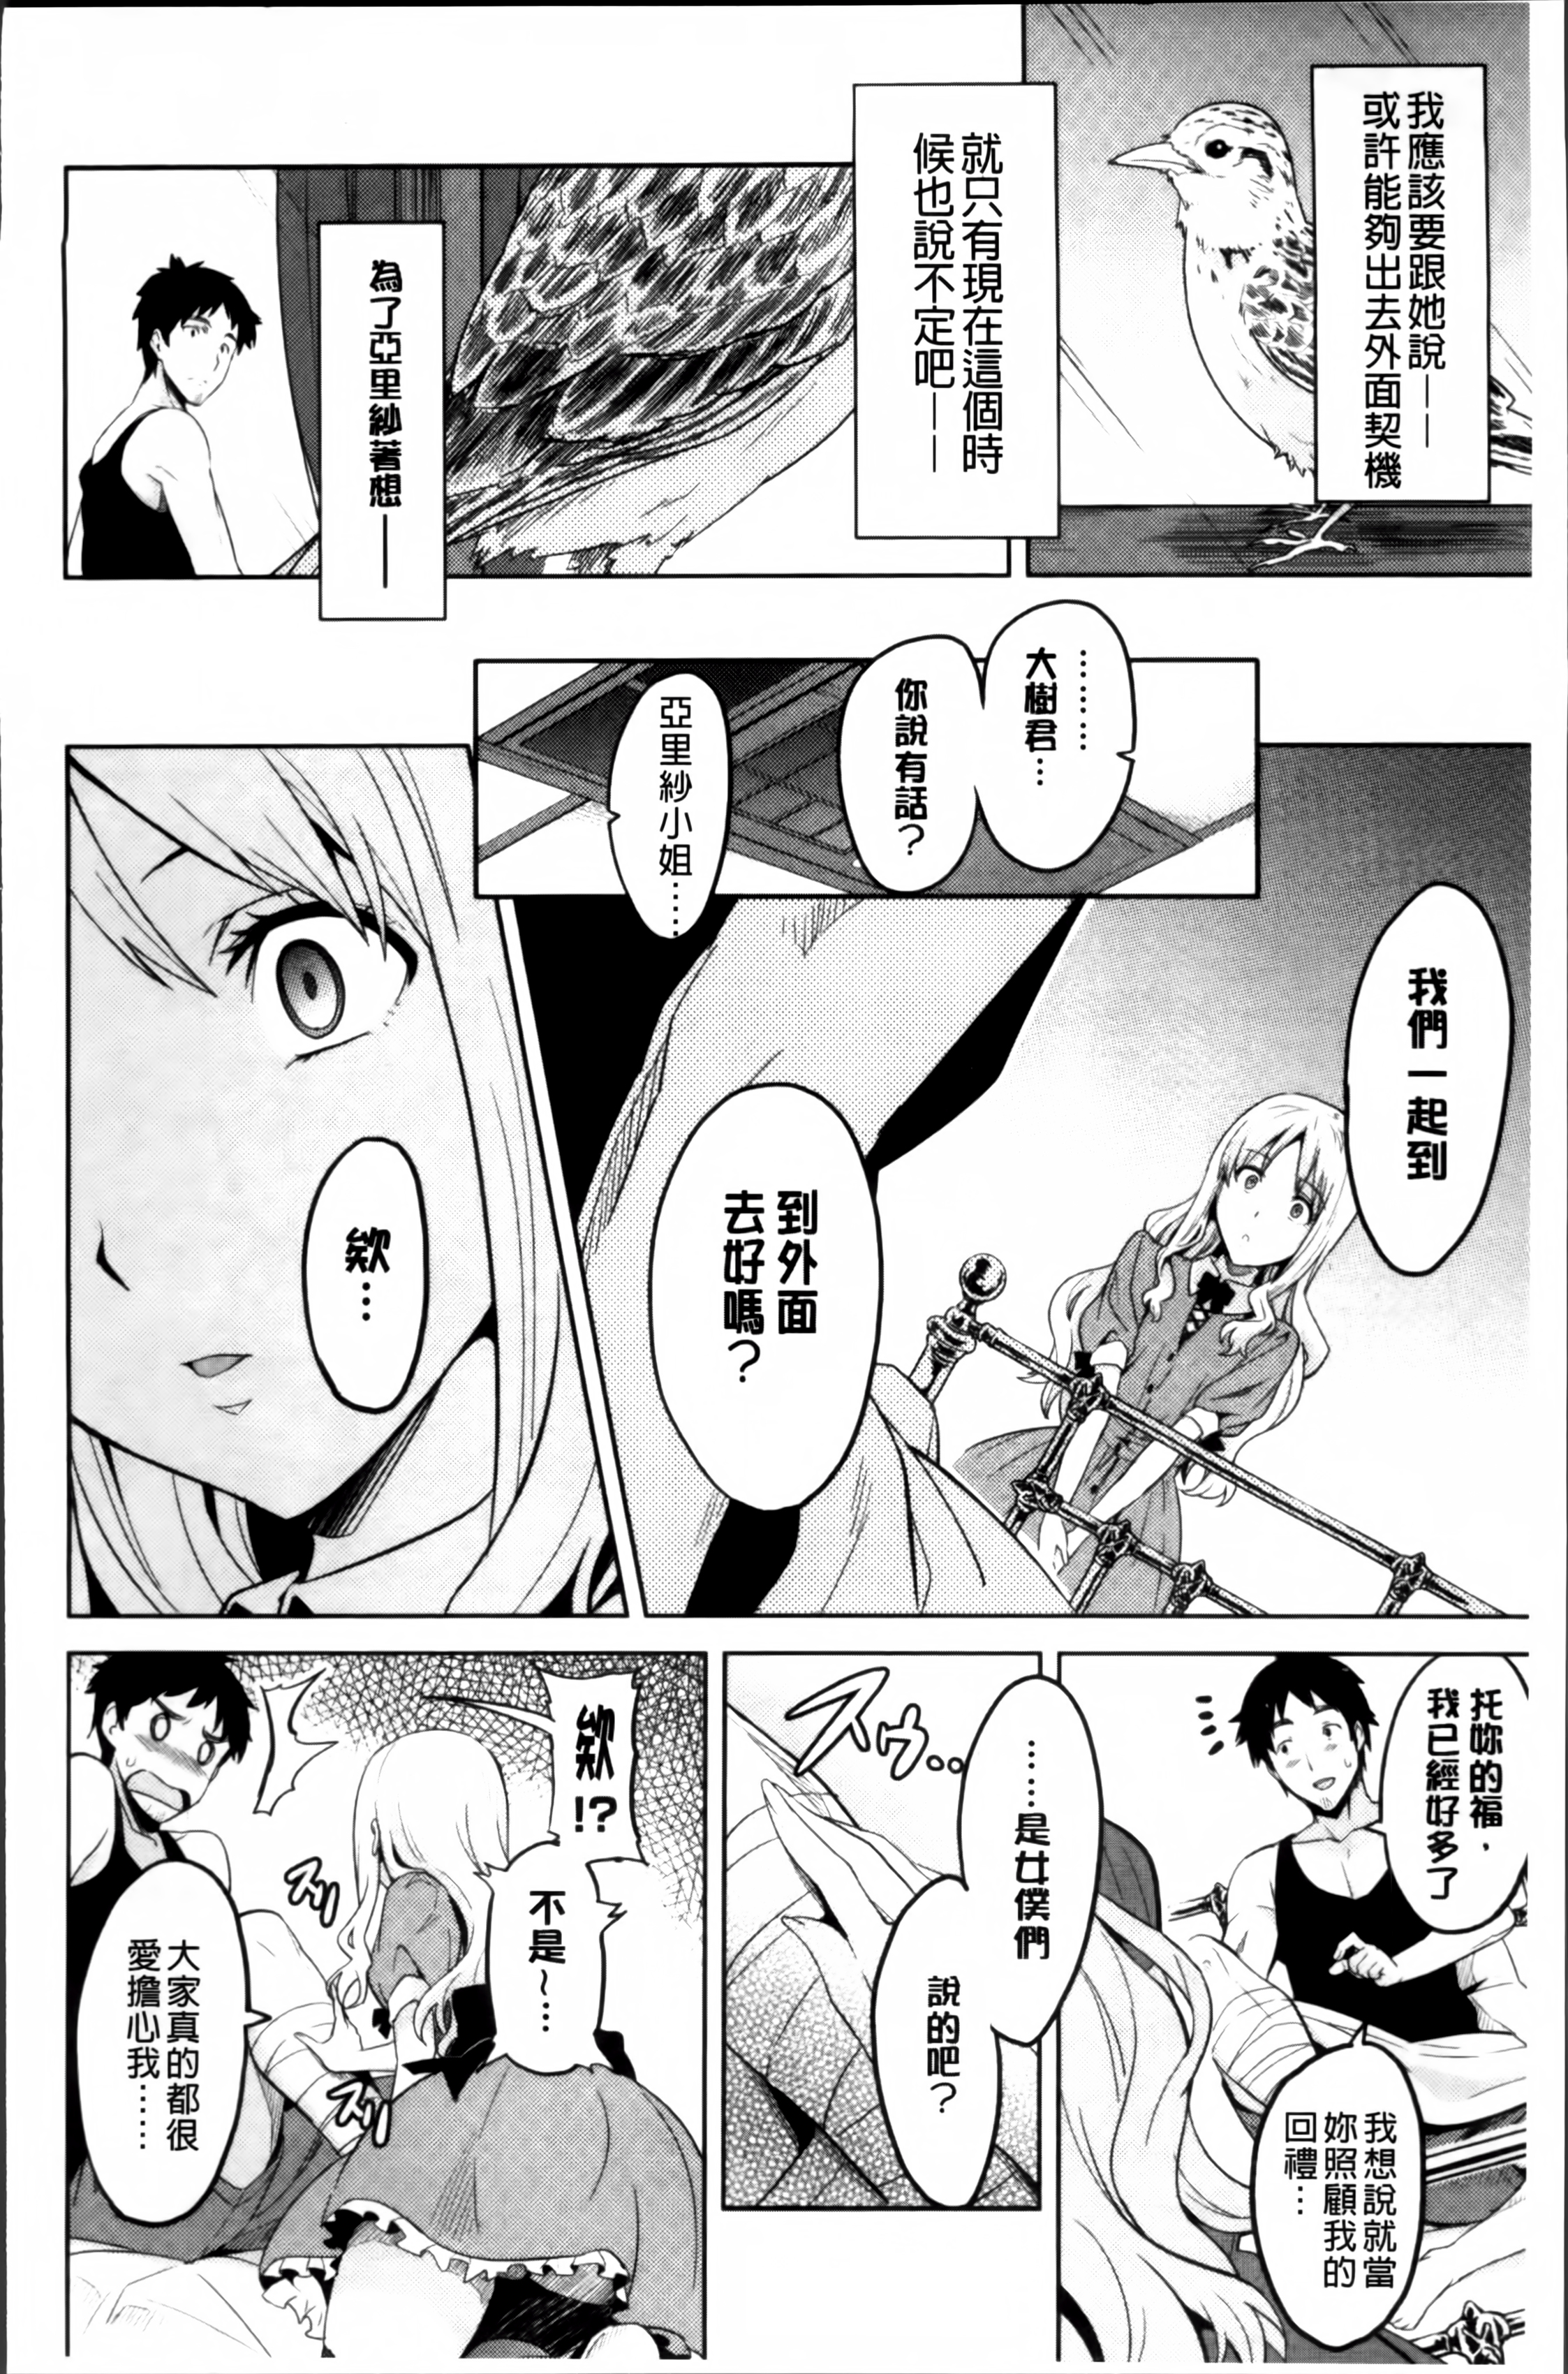 我應該要跟她說——
或許能夠出去外面契機
就只有現在這個時
候也說不定吧——
為了亞里紗著想——
………
大樹君…
你說有話？
亞里紗小姐……
我們一起到
到外面
去好嗎？
欸…
托妳的福，
我已經好多了
我想說就當
妳照顧我的
回禮…
……是女僕們
說的吧？
スゥ..
欸!?
不是~…
大家真的都很
愛擔心我……
ズリ
ズリ